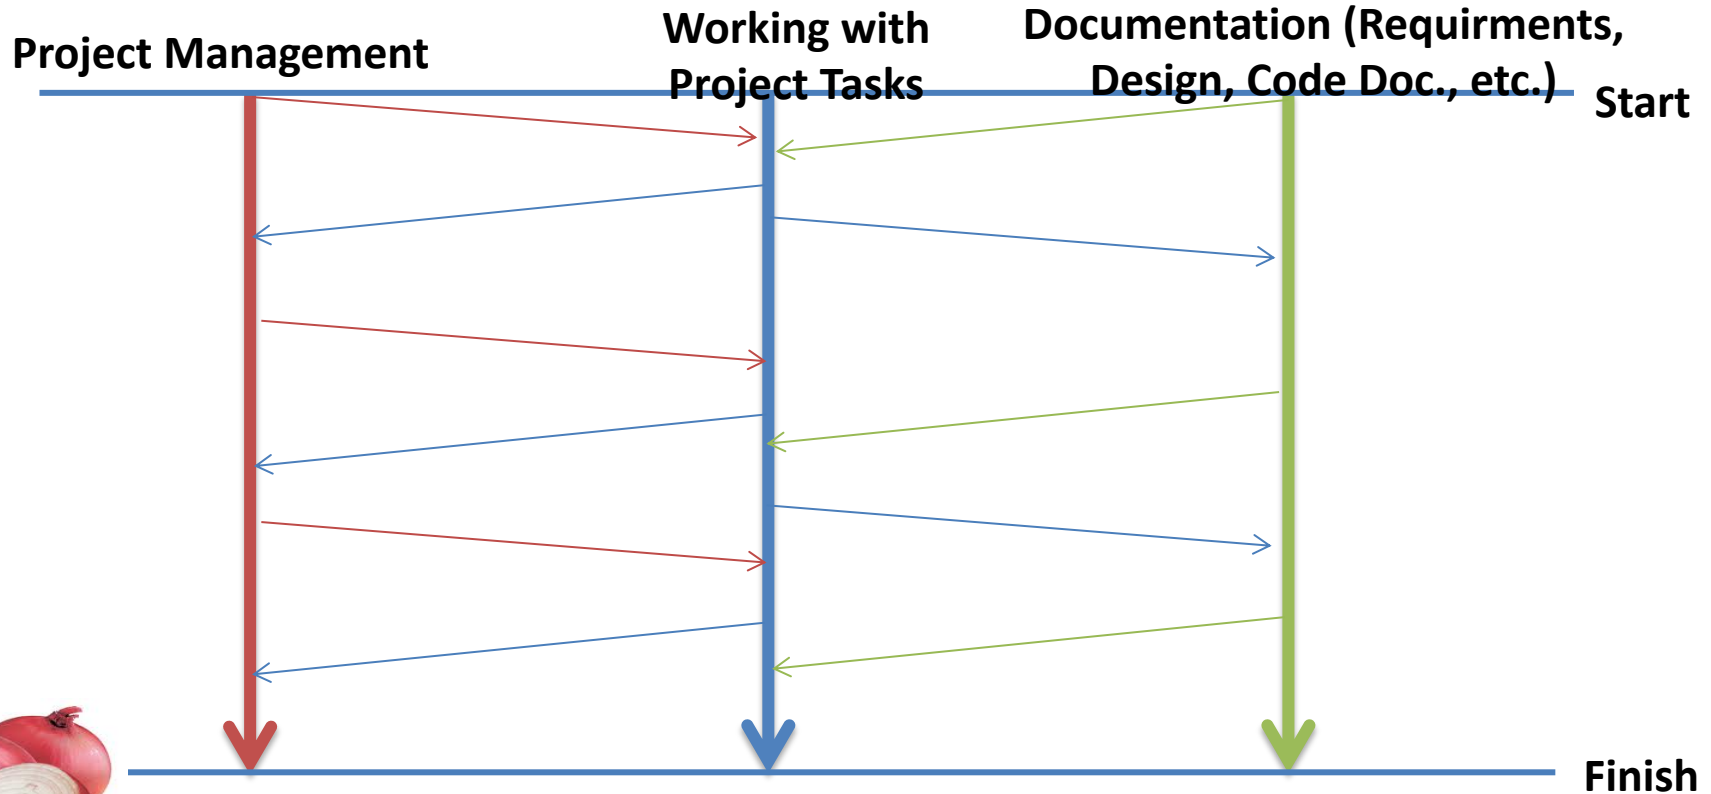 Project Management
Working with
Project Tasks
Documentation (Requirments,
Design, Code Doc., etc.)
Start
Finish